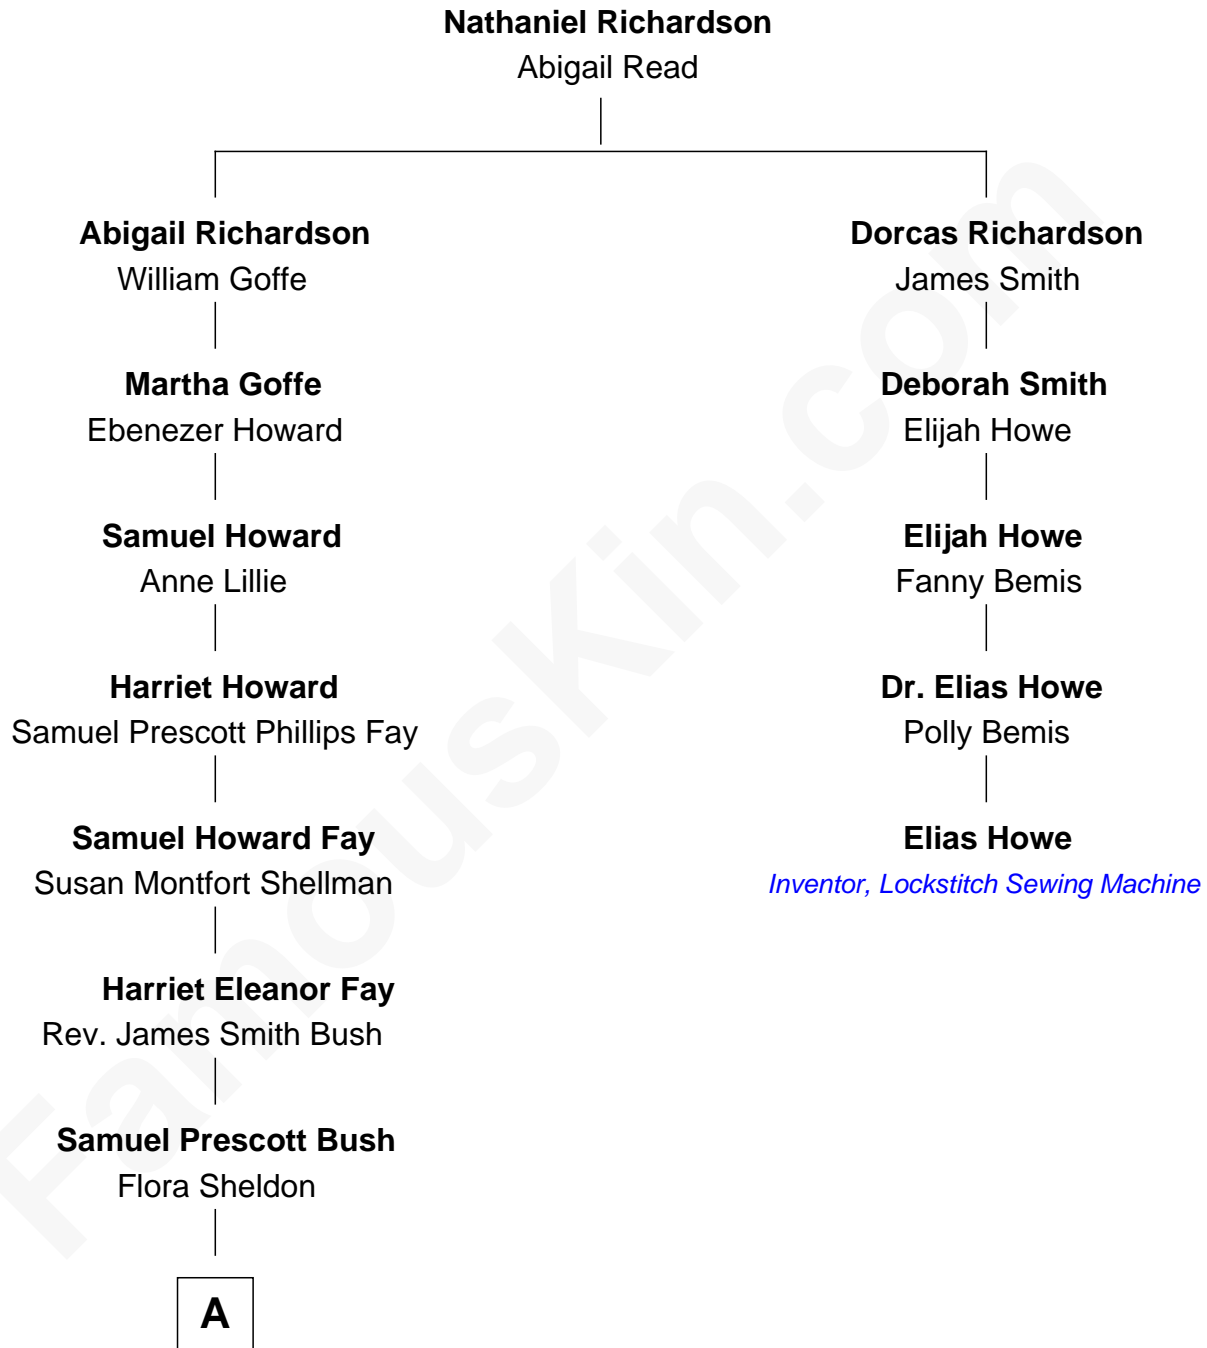 Nathaniel Richardson
Abigail Read
Abigail Richardson
William Goffe
Martha Goffe
Ebenezer Howard
Samuel Howard
Anne Lillie
Harriet Howard
Samuel Prescott Phillips Fay
Samuel Howard Fay
Susan Montfort Shellman
Harriet Eleanor Fay
Rev. James Smith Bush
Samuel Prescott Bush
Flora Sheldon
A
Dorcas Richardson
James Smith
Deborah Smith
Elijah Howe
Elijah Howe
Fanny Bemis
Dr. Elias Howe
Polly Bemis
Elias Howe
Inventor, Lockstitch Sewing Machine
FamousKin.com